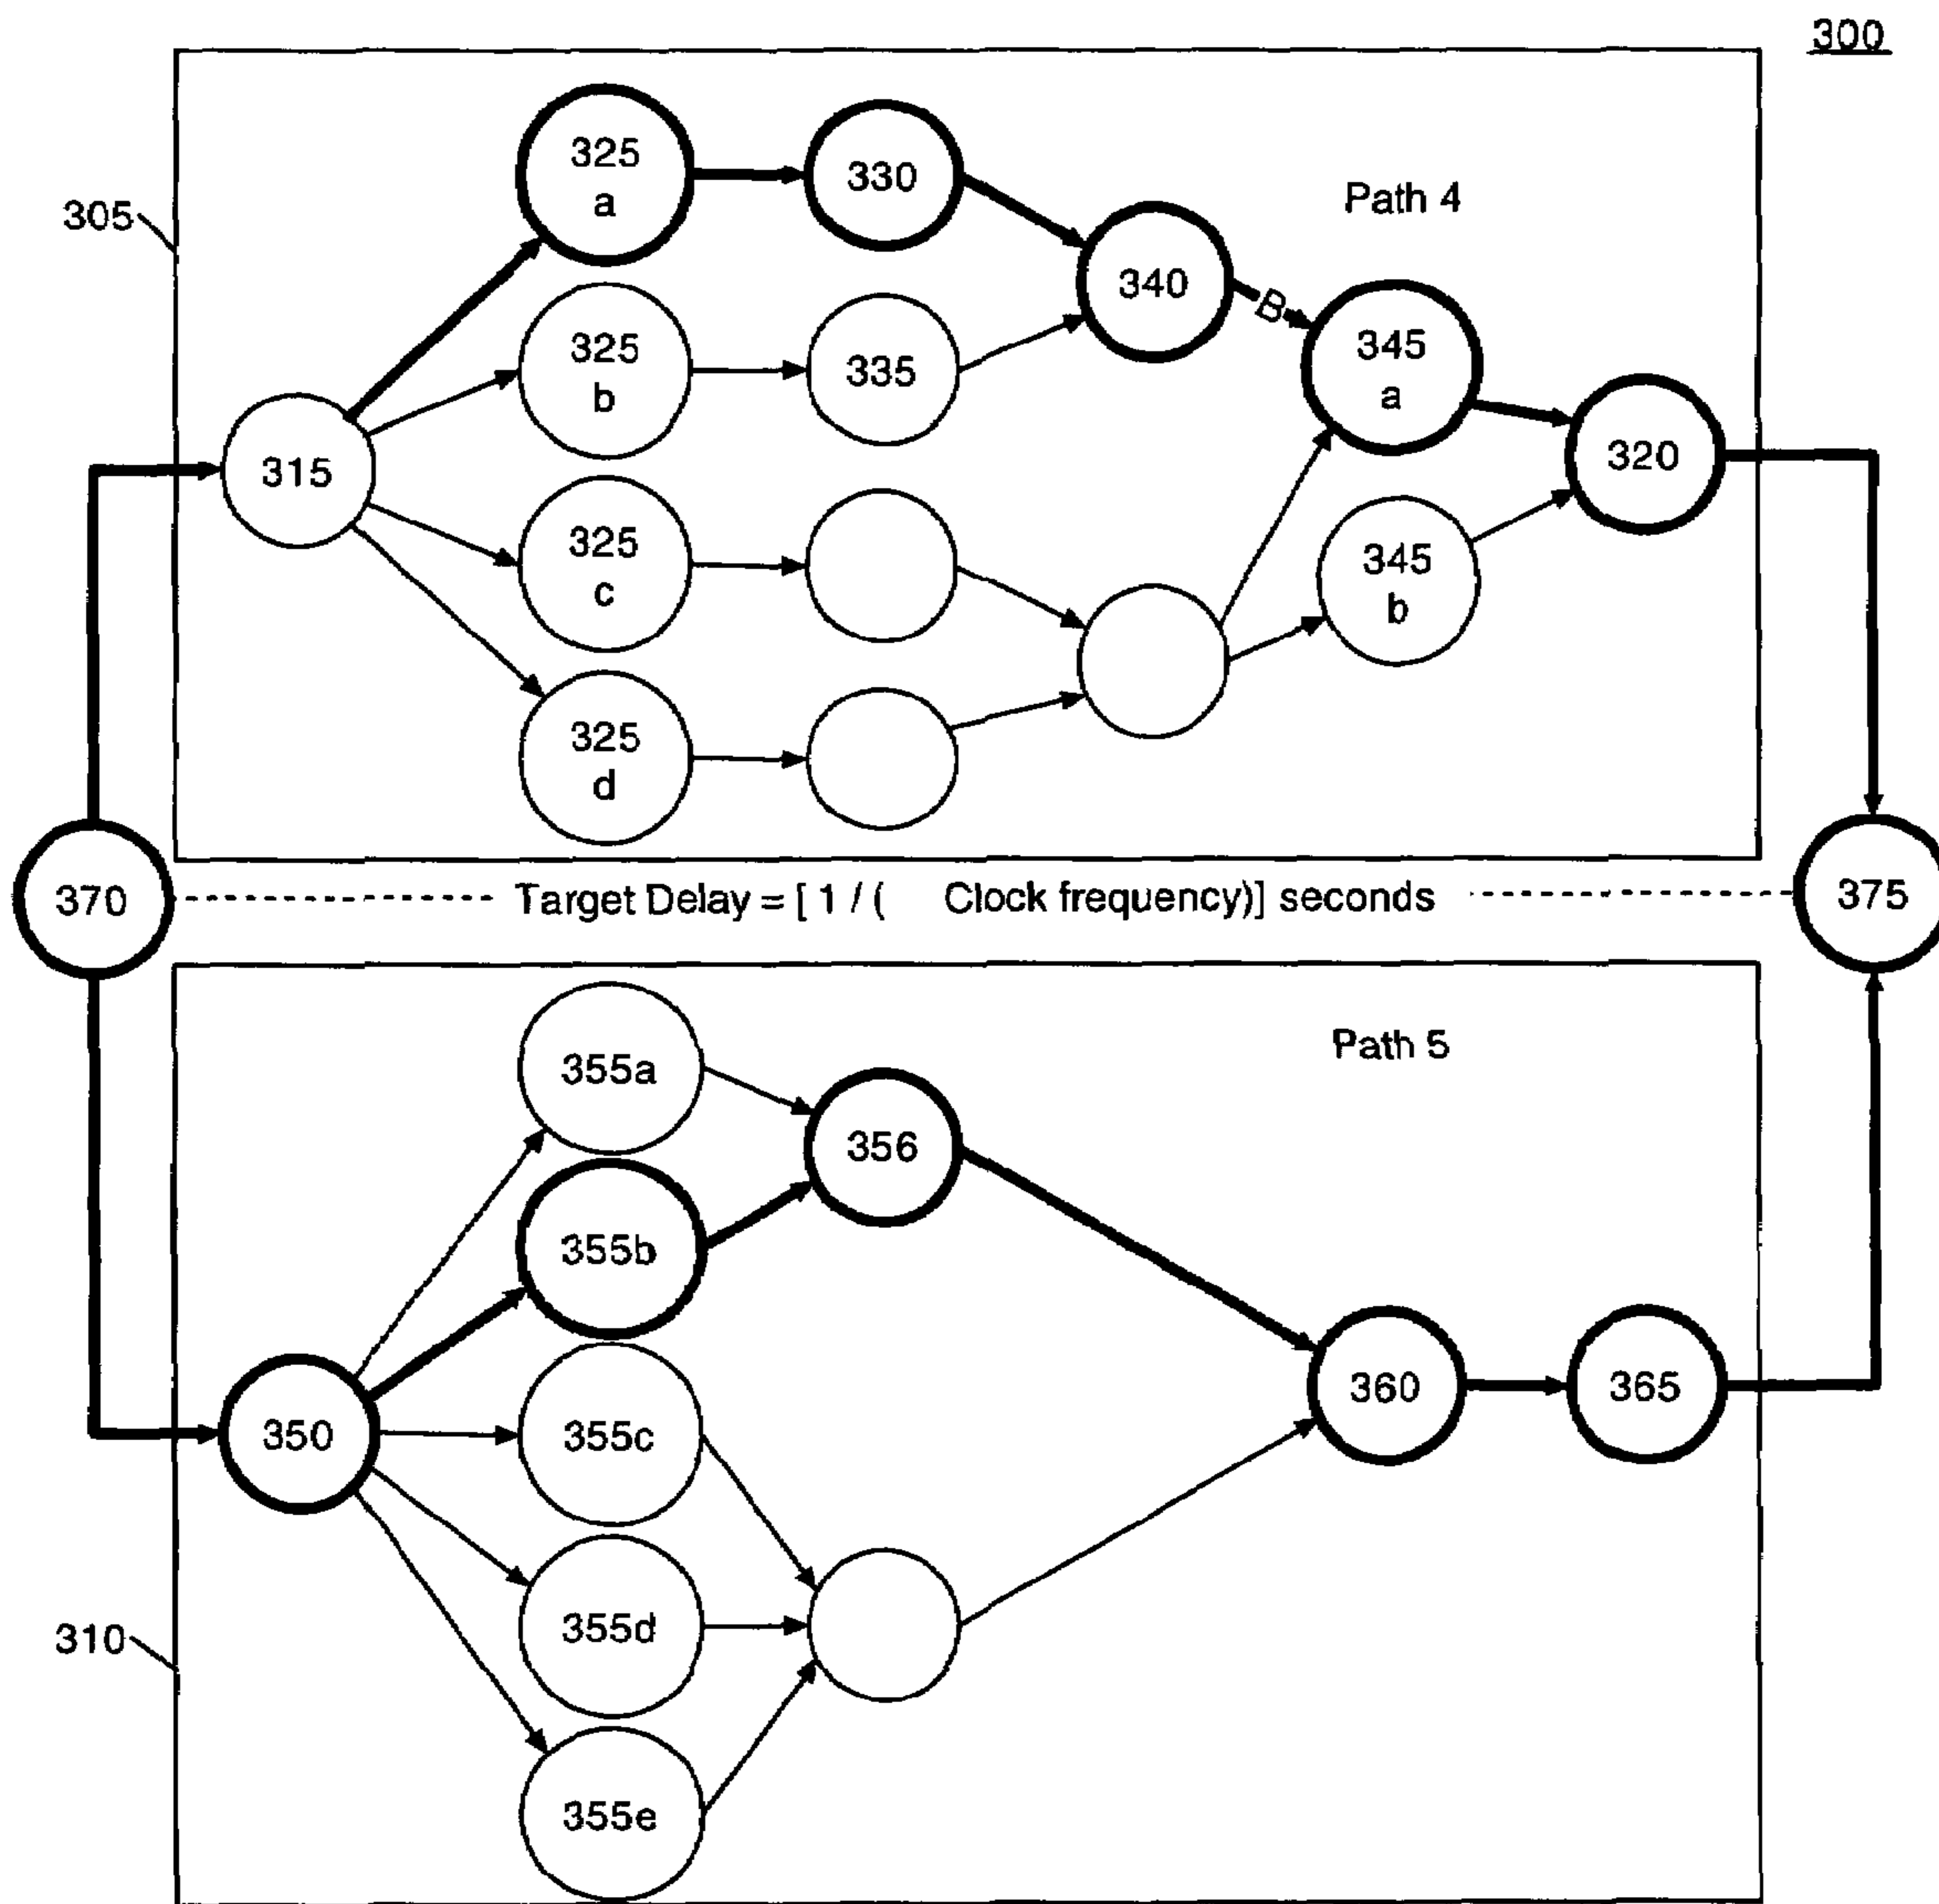 300
325
a
330
Path 4
305
340
B
325
b
335
345
a
315
320
325
c
345
b
325
d
370
Target Delay = [ 1 / ( Clock frequency)] seconds
375
Path 5
355a
356
355b
360
365
350
355c
355d
310
355e